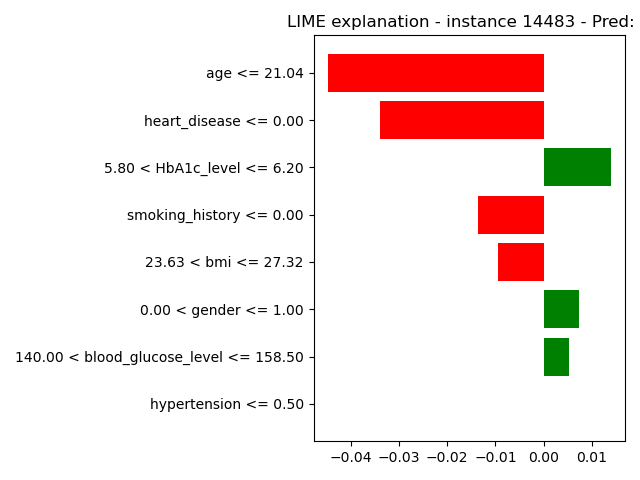 LIME explanation - instance 14483 - Pred:
age <= 21.04
heart_disease <= 0.00
5.80 < HbA1c_level <= 6.20
smoking_history <= 0.00
23.63 < bmi <= 27.32
0.00 < gender <= 1.00
140.00 < blood_glucose_level <= 158.50
hypertension <= 0.50
−0.04 −0.03 −0.02 −0.01 0.00 0.01